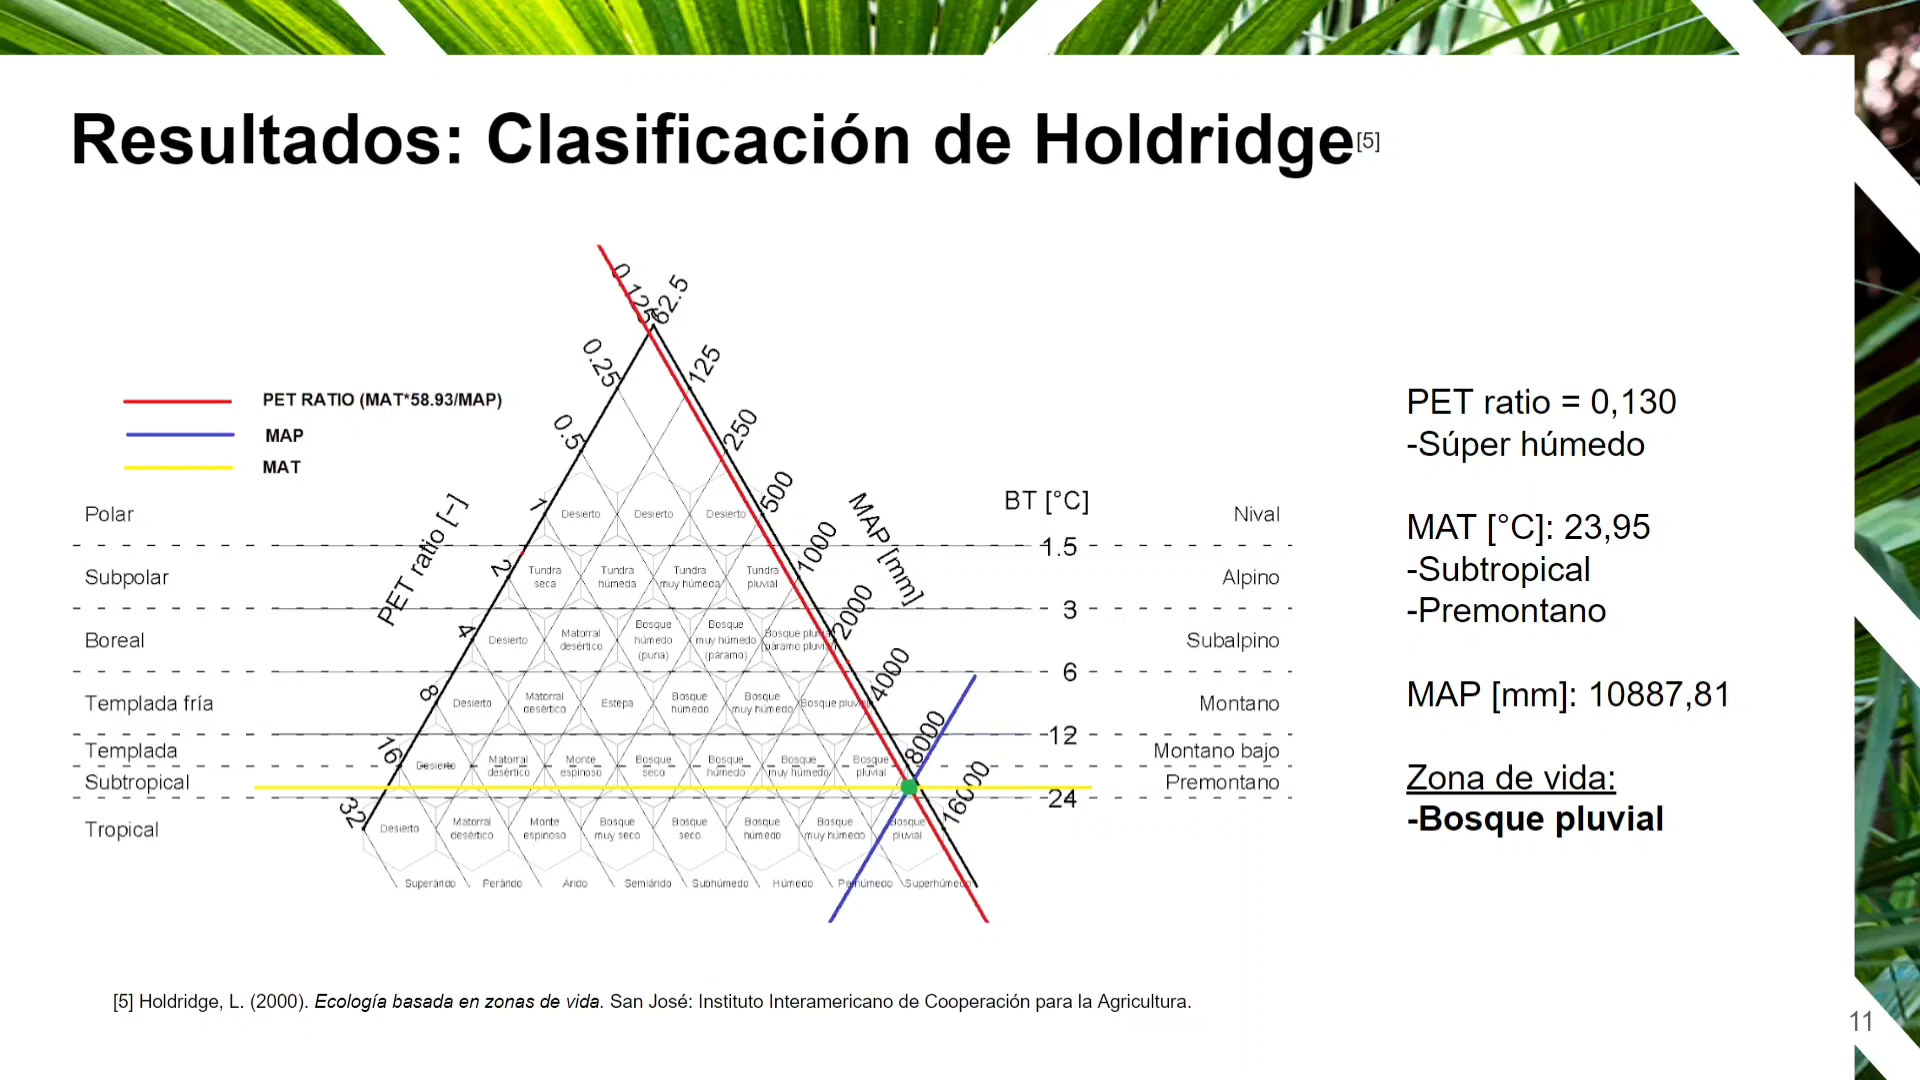 Resultados: Clasificación de Holdridge[5]
0.125
62.5
0.25
125
0.5
250
1
500
2
1000
4
2000
8
4000
16
8000
32
16000
PET RATIO (MAT*58.93/MAP)
MAP
MAT
PET ratio [−]
MAP [mm]
BT [°C]
Polar
Desierto
Desierto
Desierto
Nival
1.5
Subpolar
Tundra seca
Tundra húmeda
Tundra muy húmeda
Tundra pluvial
Alpino
3
Boreal
Desierto
Matorral desértico
Bosque húmedo (puna)
Bosque muy húmedo (páramo)
Bosque pluvial
Subalpino
6
Templada fría
Desierto
Matorral desértico
Estepa
Bosque húmedo
Bosque muy húmedo
Bosque pluvial
Montano
12
Templada
Montano bajo
Desierto
Matorral desértico
Monte espinoso
Bosque seco
Bosque húmedo
Bosque muy húmedo
Bosque pluvial
Subtropical
Premontano
24
Tropical
Desierto
Matorral desértico
Monte espinoso
Bosque muy seco
Bosque seco
Bosque húmedo
Bosque muy húmedo
Bosque pluvial
Superárido
Perárido
Árido
Semiárido
Subhúmedo
Húmedo
Perhúmedo
Superhúmedo
PET ratio = 0,130
-Súper húmedo
MAT [°C]: 23,95
-Subtropical
-Premontano
MAP [mm]: 10887,81
Zona de vida:
-Bosque pluvial
[5] Holdridge, L. (2000). Ecología basada en zonas de vida. San José: Instituto Interamericano de Cooperación para la Agricultura.
11